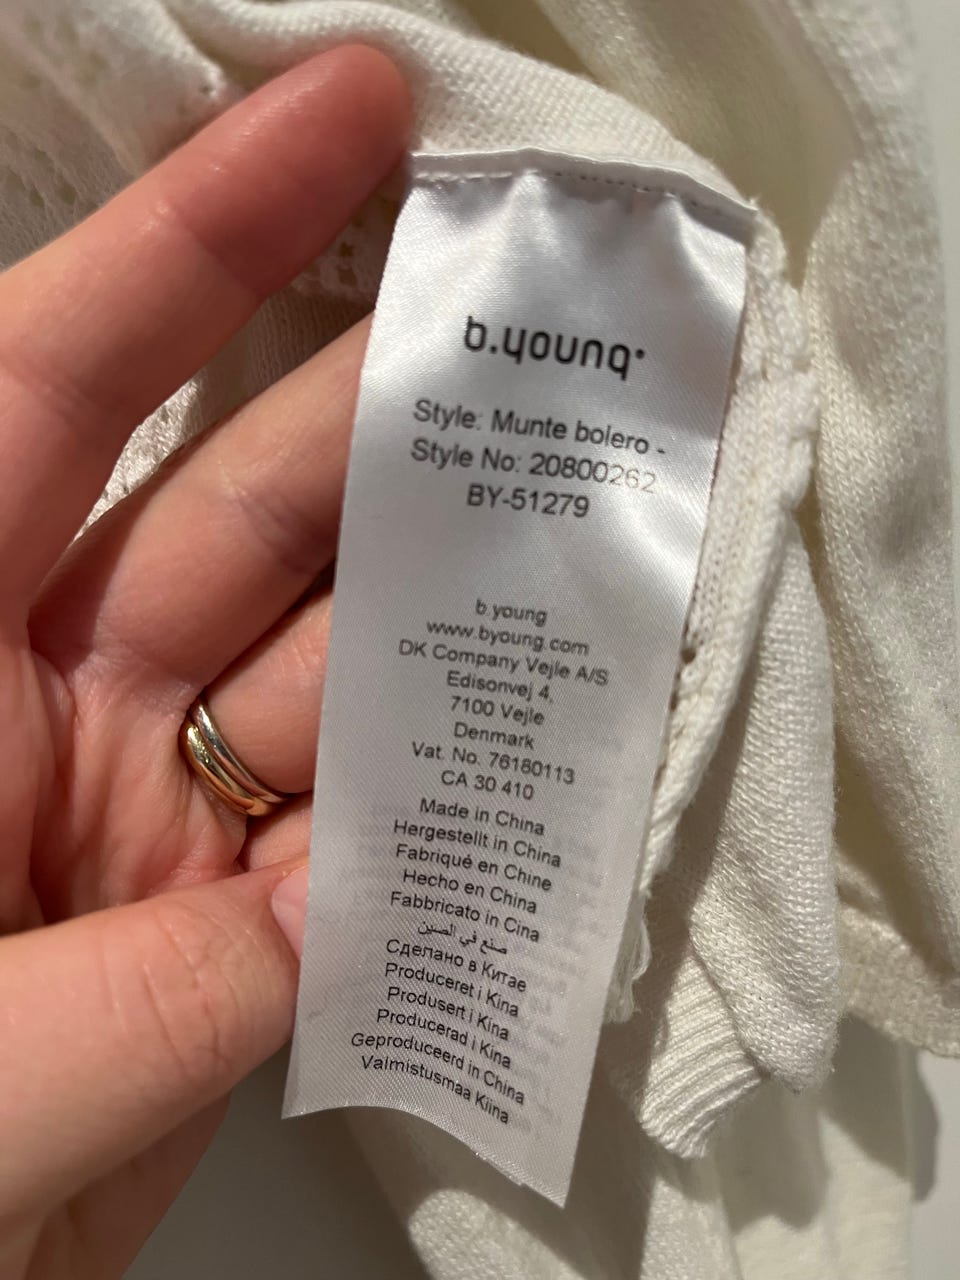 b.young
Style: Munte bolero -
Style No: 20800262
BY-51279
b.young
www.byoung.com
DK Company Vejle A/S
Edisonvej 4,
7100 Vejle
Denmark
Vat. No. 76180113
CA 30 410
Made in China
Hergestellt in China
Fabriqué en Chine
Hecho en China
Fabbricato in Cina
صنع في الصين
Сделано в Китае
Produceret i Kina
Produsert i Kina
Producerad i Kina
Geproduceerd in China
Valmistusmaa Kiina